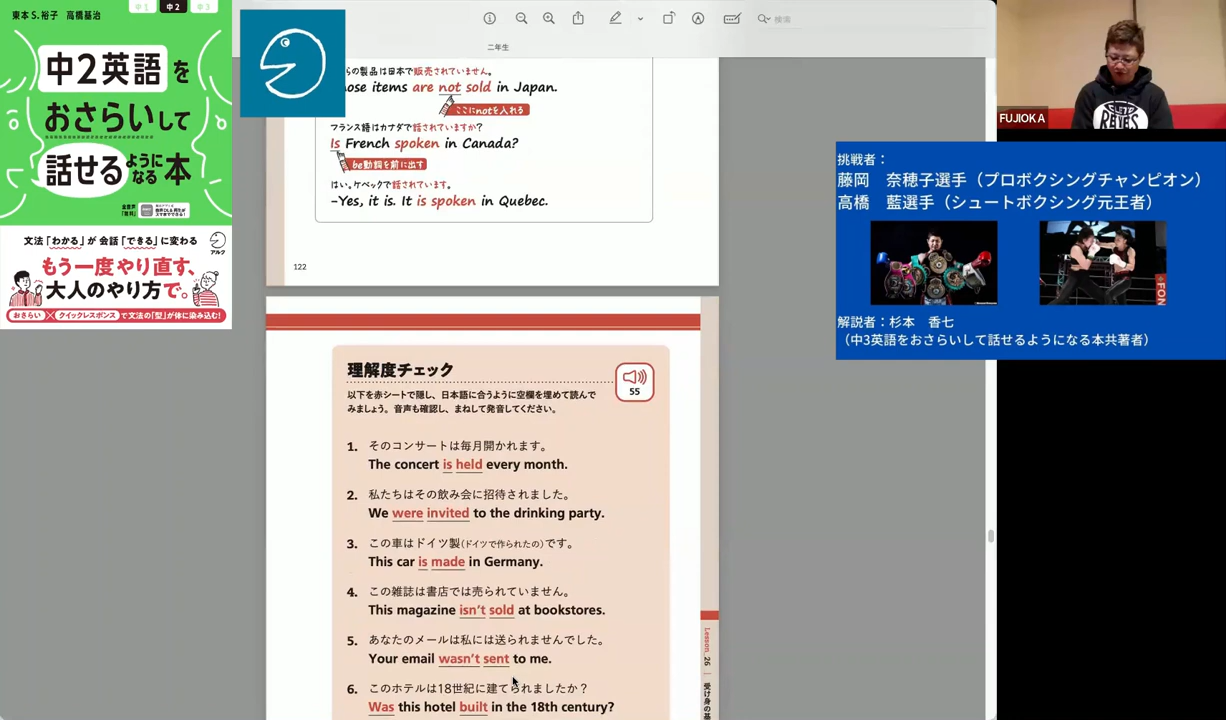 東本S.裕子 高橋基治
中1
中2
中3
中2英語を
おさらいして
話せるようになる本
文法「わかる」が会話「できる」に変わる
アルク
もう一度やり直す、
大人のやり方で。
おさらい×クイックレスポンスで文法の「型」が体に染み込む!
検索
二年生
らの製品は日本で販売されていません。
ose items are not sold in Japan.
ここにnotを入れる
フランス語はカナダで話されていますか?
Is French spoken in Canada?
be動詞を前に出す
はい。ケベックで話されています。
–Yes, it is. It is spoken in Quebec.
122
理解度チェック
55
以下を赤シートで隠し、日本語に合うように空欄を埋めて読んで
みましょう。音声も確認し、まねして発音してください。
1. そのコンサートは毎月開かれます。
The concert is held every month.
2. 私たちはその飲み会に招待されました。
We were invited to the drinking party.
3. この車はドイツ製(ドイツで作られたの)です。
This car is made in Germany.
4. この雑誌は書店では売られていません。
This magazine isn't sold at bookstores.
5. あなたのメールは私には送られませんでした。
Your email wasn't sent to me.
6. このホテルは18世紀に建てられましたか?
Was this hotel built in the 18th century?
Lesson 26
受け身の基
FUJIOKA
挑戦者:
藤岡 奈穂子選手(プロボクシングチャンピオン)
高橋 藍選手(シュートボクシング元王者)
FON
解説者:杉本 香七
(中3英語をおさらいして話せるようになる本共著者)